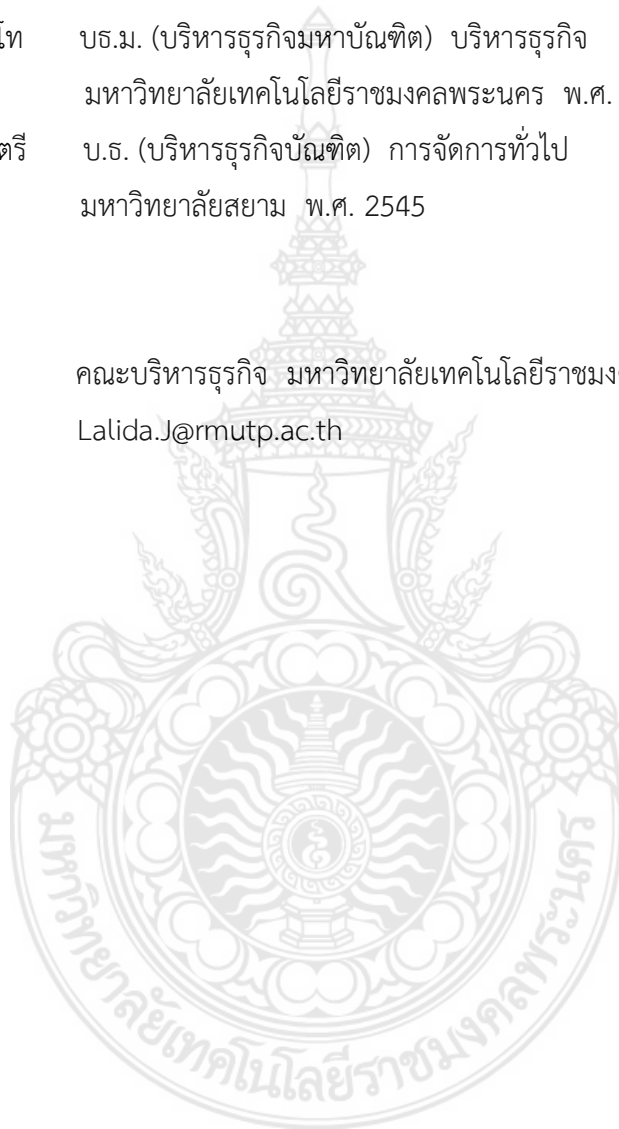 โท บธ.ม. (บริหารธุรกิจมหาบัณฑิต) บริหารธุรกิจ
มหาวิทยาลัยเทคโนโลยีราชมงคลพระนคร พ.ศ.
ตรี บ.ธ. (บริหารธุรกิจบัณฑิต) การจัดการทั่วไป
มหาวิทยาลัยสยาม พ.ศ. 2545
คณะบริหารธุรกิจ มหาวิทยาลัยเทคโนโลยีราชมง
Lalida.J@rmutp.ac.th
มหาวิทยาลัยเทคโนโลยีราชมงคลพระนคร